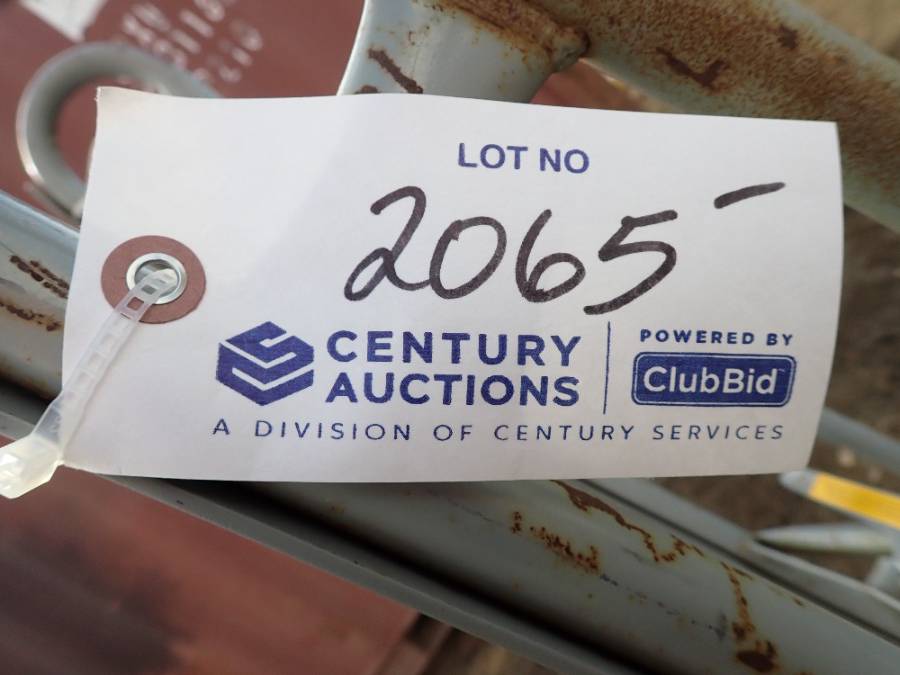 LOT NO
2065
CENTURY
AUCTIONS
POWERED BY
ClubBid
A DIVISION OF CENTURY SERVICES